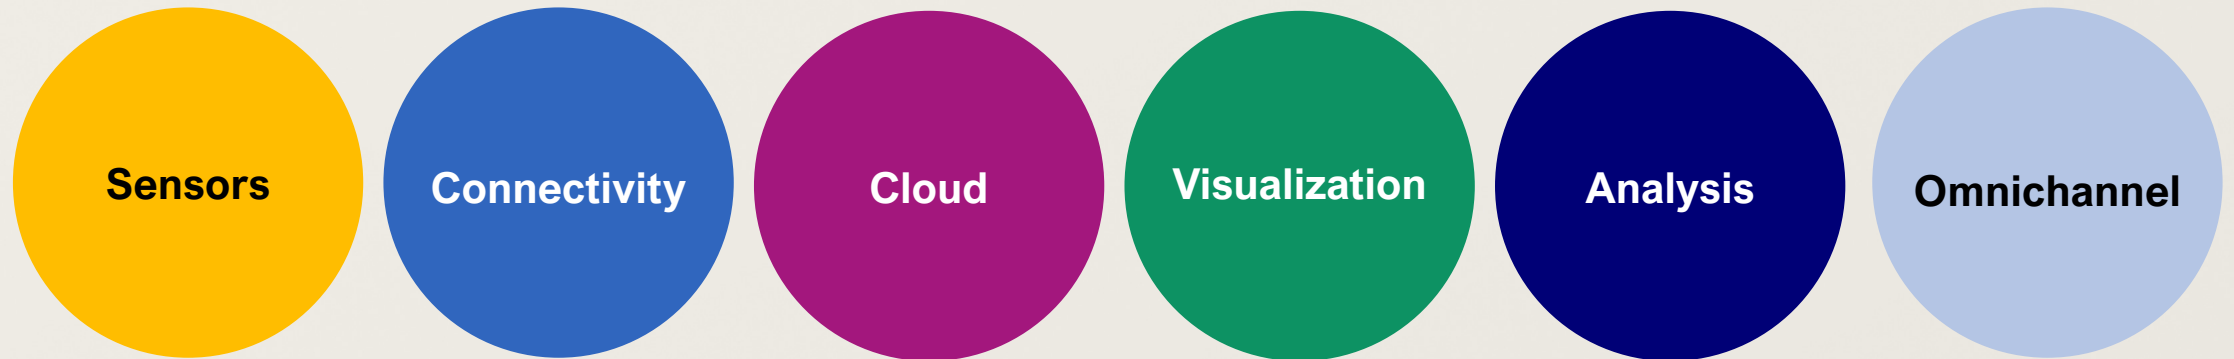 Sensors
Connectivity
Cloud
Visualization
Analysis
Omnichannel